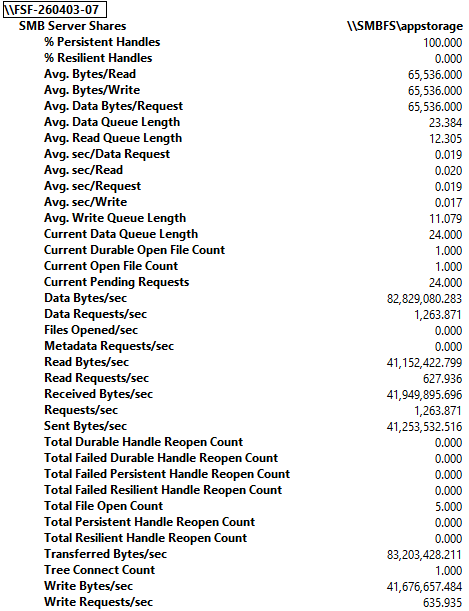 \\FSF-260403-07
SMB Server Shares \\SMBFS\appstorage
% Persistent Handles 100.000
% Resilient Handles 0.000
Avg. Bytes/Read 65,536.000
Avg. Bytes/Write 65,536.000
Avg. Data Bytes/Request 65,536.000
Avg. Data Queue Length 23.384
Avg. Read Queue Length 12.305
Avg. sec/Data Request 0.019
Avg. sec/Read 0.020
Avg. sec/Request 0.019
Avg. sec/Write 0.017
Avg. Write Queue Length 11.079
Current Data Queue Length 24.000
Current Durable Open File Count 1.000
Current Open File Count 1.000
Current Pending Requests 24.000
Data Bytes/sec 82,829,080.283
Data Requests/sec 1,263.871
Files Opened/sec 0.000
Metadata Requests/sec 0.000
Read Bytes/sec 41,152,422.799
Read Requests/sec 627.936
Received Bytes/sec 41,949,895.696
Requests/sec 1,263.871
Sent Bytes/sec 41,253,532.516
Total Durable Handle Reopen Count 0.000
Total Failed Durable Handle Reopen Count 0.000
Total Failed Persistent Handle Reopen Count 0.000
Total Failed Resilient Handle Reopen Count 0.000
Total File Open Count 5.000
Total Persistent Handle Reopen Count 0.000
Total Resilient Handle Reopen Count 0.000
Transferred Bytes/sec 83,203,428.211
Tree Connect Count 1.000
Write Bytes/sec 41,676,657.484
Write Requests/sec 635.935